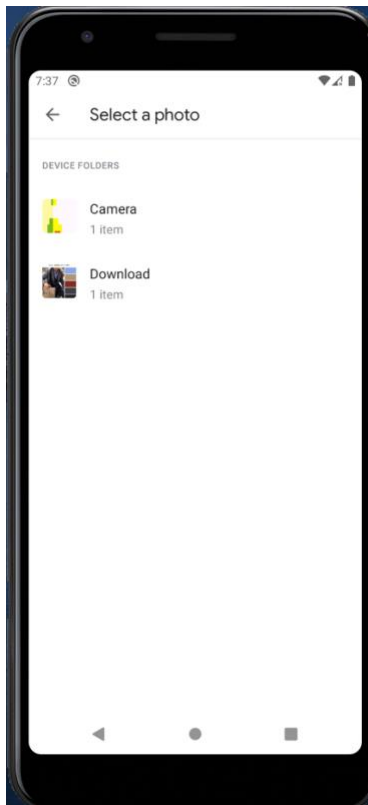 7:37
Select a photo
DEVICE FOLDERS
Camera
1 item
Download
1 item